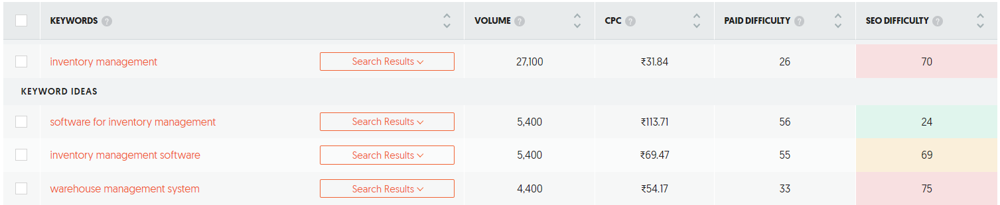 KEYWORDS ? VOLUME ? CPC ? PAID DIFFICULTY ? SEO DIFFICULTY ?
inventory management Search Results 27,100 ₹31.84 26 70
KEYWORD IDEAS
software for inventory management Search Results 5,400 ₹113.71 56 24
inventory management software Search Results 5,400 ₹69.47 55 69
warehouse management system Search Results 4,400 ₹54.17 33 75